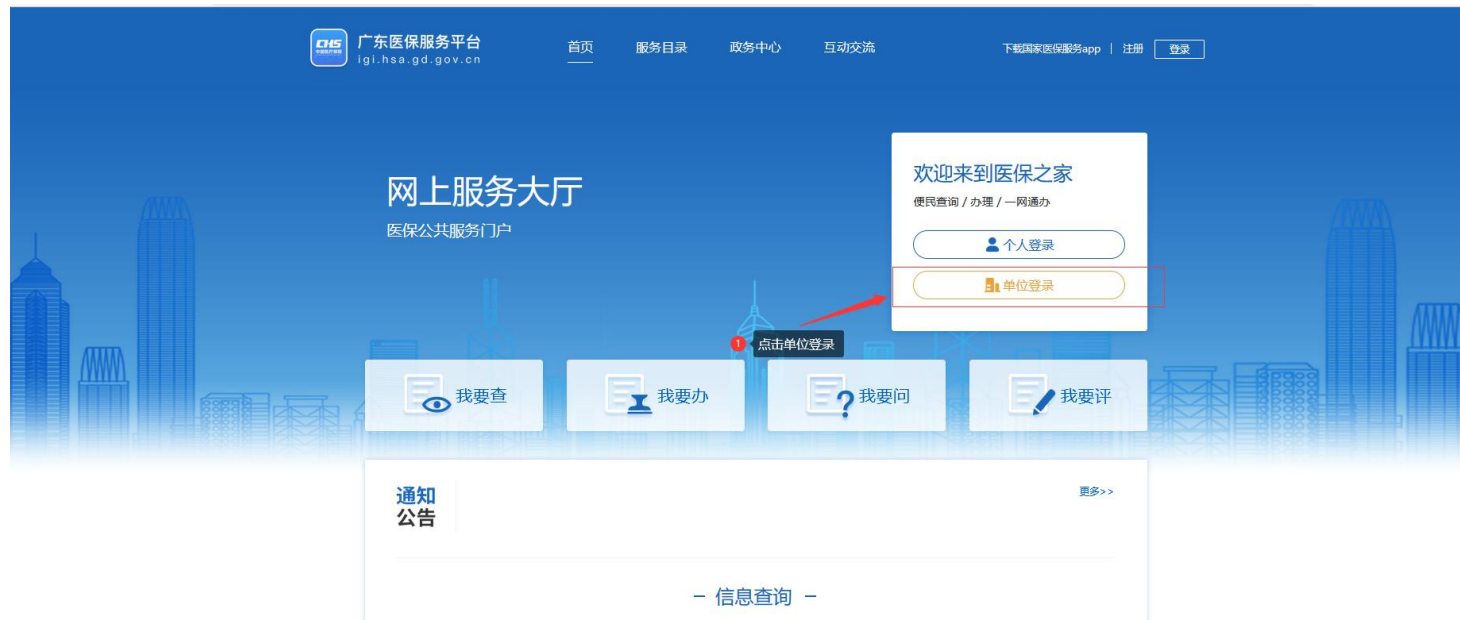 CHS
广东医保服务平台
igi.hsa.gd.gov.cn
首页 服务目录 政务中心 互动交流
下载国家医保服务app | 注册 登录
欢迎来到医保之家
便民查询 / 办理 / 一网通办
网上服务大厅
医保公共服务门户
个人登录
单位登录
1 点击单位登录
我要查 我要办 我要问 我要评
通知
公告
更多>>
– 信息查询 –